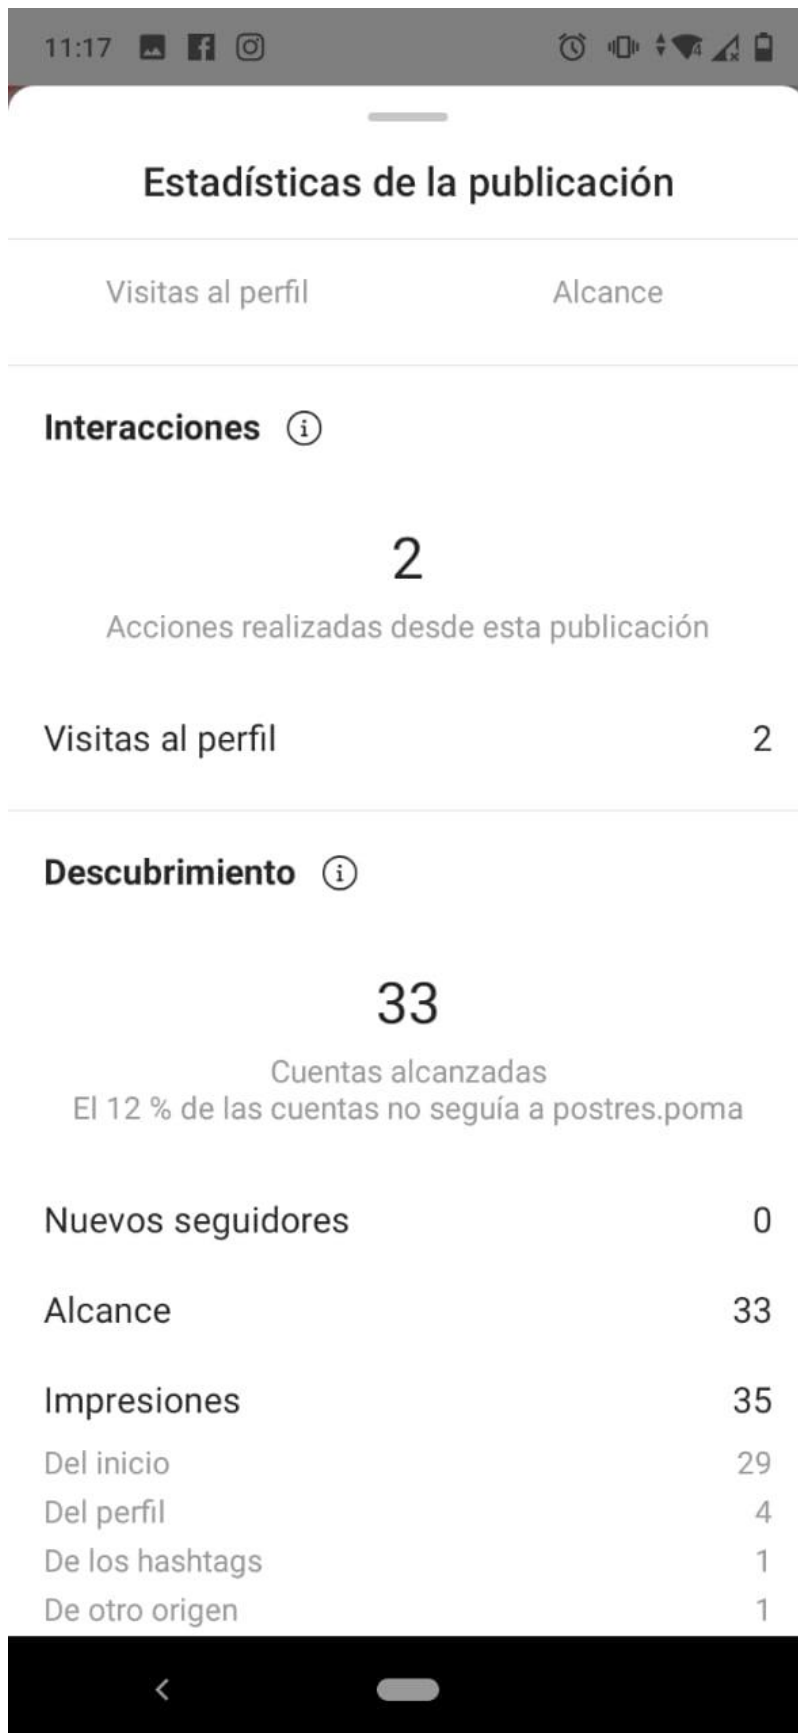 11:17
Estadísticas de la publicación
Visitas al perfil Alcance
Interacciones
2
Acciones realizadas desde esta publicación
Visitas al perfil 2
Descubrimiento
33
Cuentas alcanzadas
El 12 % de las cuentas no seguía a postres.poma
Nuevos seguidores 0
Alcance 33
Impresiones 35
Del inicio 29
Del perfil 4
De los hashtags 1
De otro origen 1